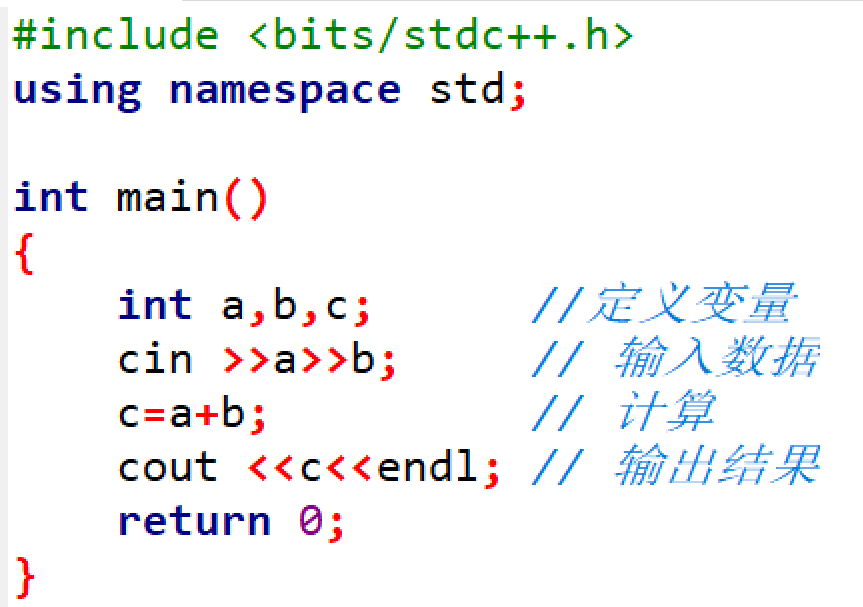 #include <bits/stdc++.h>
using namespace std;
int main()
{
int a,b,c; //定义变量
cin >>a>>b; // 输入数据
c=a+b; // 计算
cout <<c<<endl; // 输出结果
return 0;
}